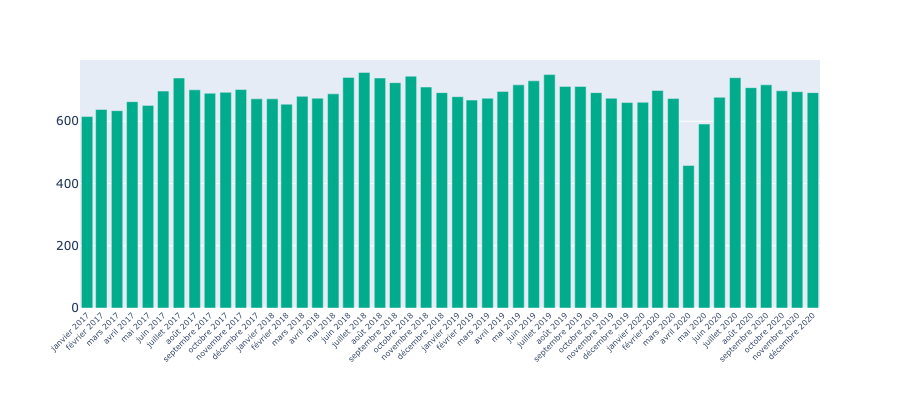 600
400
200
0
janvier 2017
février 2017
mars 2017
avril 2017
mai 2017
juin 2017
juillet 2017
août 2017
septembre 2017
octobre 2017
novembre 2017
décembre 2017
janvier 2018
février 2018
mars 2018
avril 2018
mai 2018
juin 2018
juillet 2018
août 2018
septembre 2018
octobre 2018
novembre 2018
décembre 2018
janvier 2019
février 2019
mars 2019
avril 2019
mai 2019
juin 2019
juillet 2019
août 2019
septembre 2019
octobre 2019
novembre 2019
décembre 2019
janvier 2020
février 2020
mars 2020
avril 2020
mai 2020
juin 2020
juillet 2020
août 2020
septembre 2020
octobre 2020
novembre 2020
décembre 2020